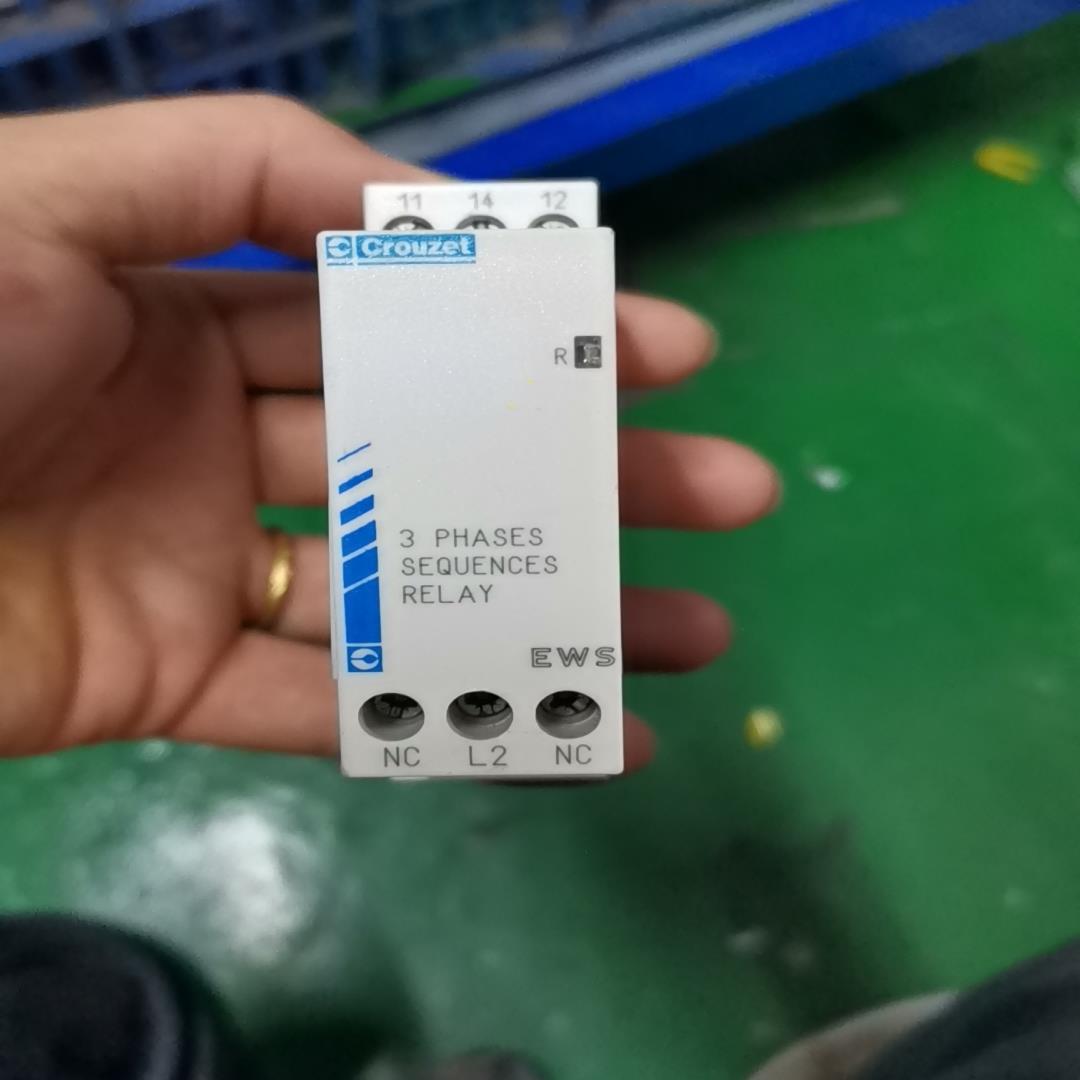 11 14 12
Crouzet
R
3 PHASES
SEQUENCES
RELAY
EWS
NC L2 NC